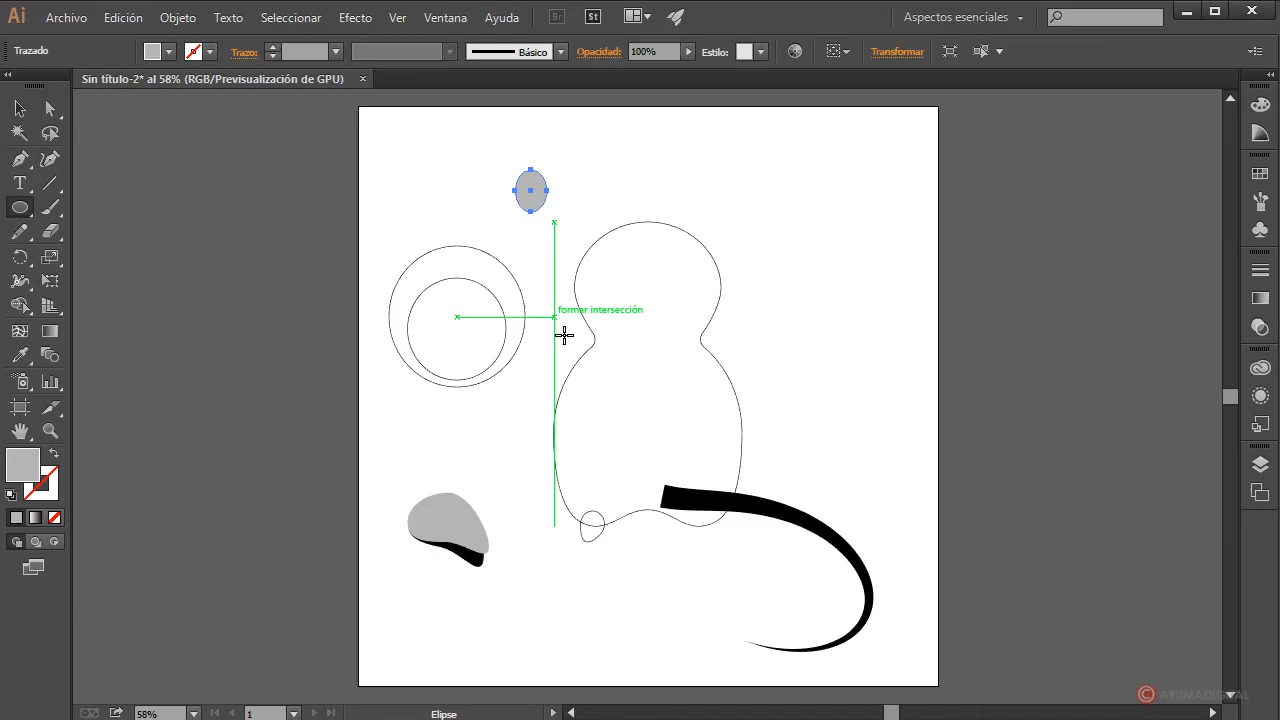 Ai Archivo Edición Objeto Texto Seleccionar Efecto Ver Ventana Ayuda Br St Aspectos esenciales
Trazado Trazo: Básico Opacidad: 100% Estilo: Transformar
Sin título-2* al 58% (RGB/Previsualización de GPU)
formar intersección
© ARUMADIGITAL
58% 1 Elipse